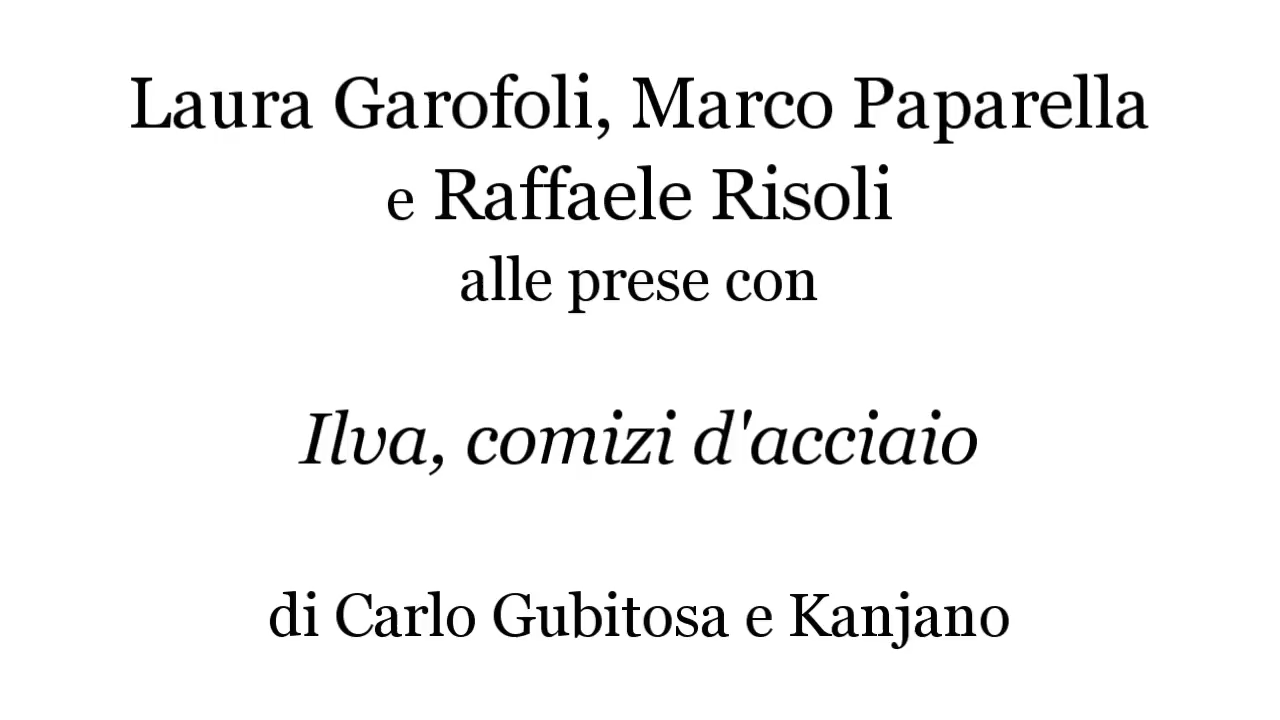 Laura Garofoli, Marco Paparella
e Raffaele Risoli
alle prese con
Ilva, comizi d'acciaio
di Carlo Gubitosa e Kanjano